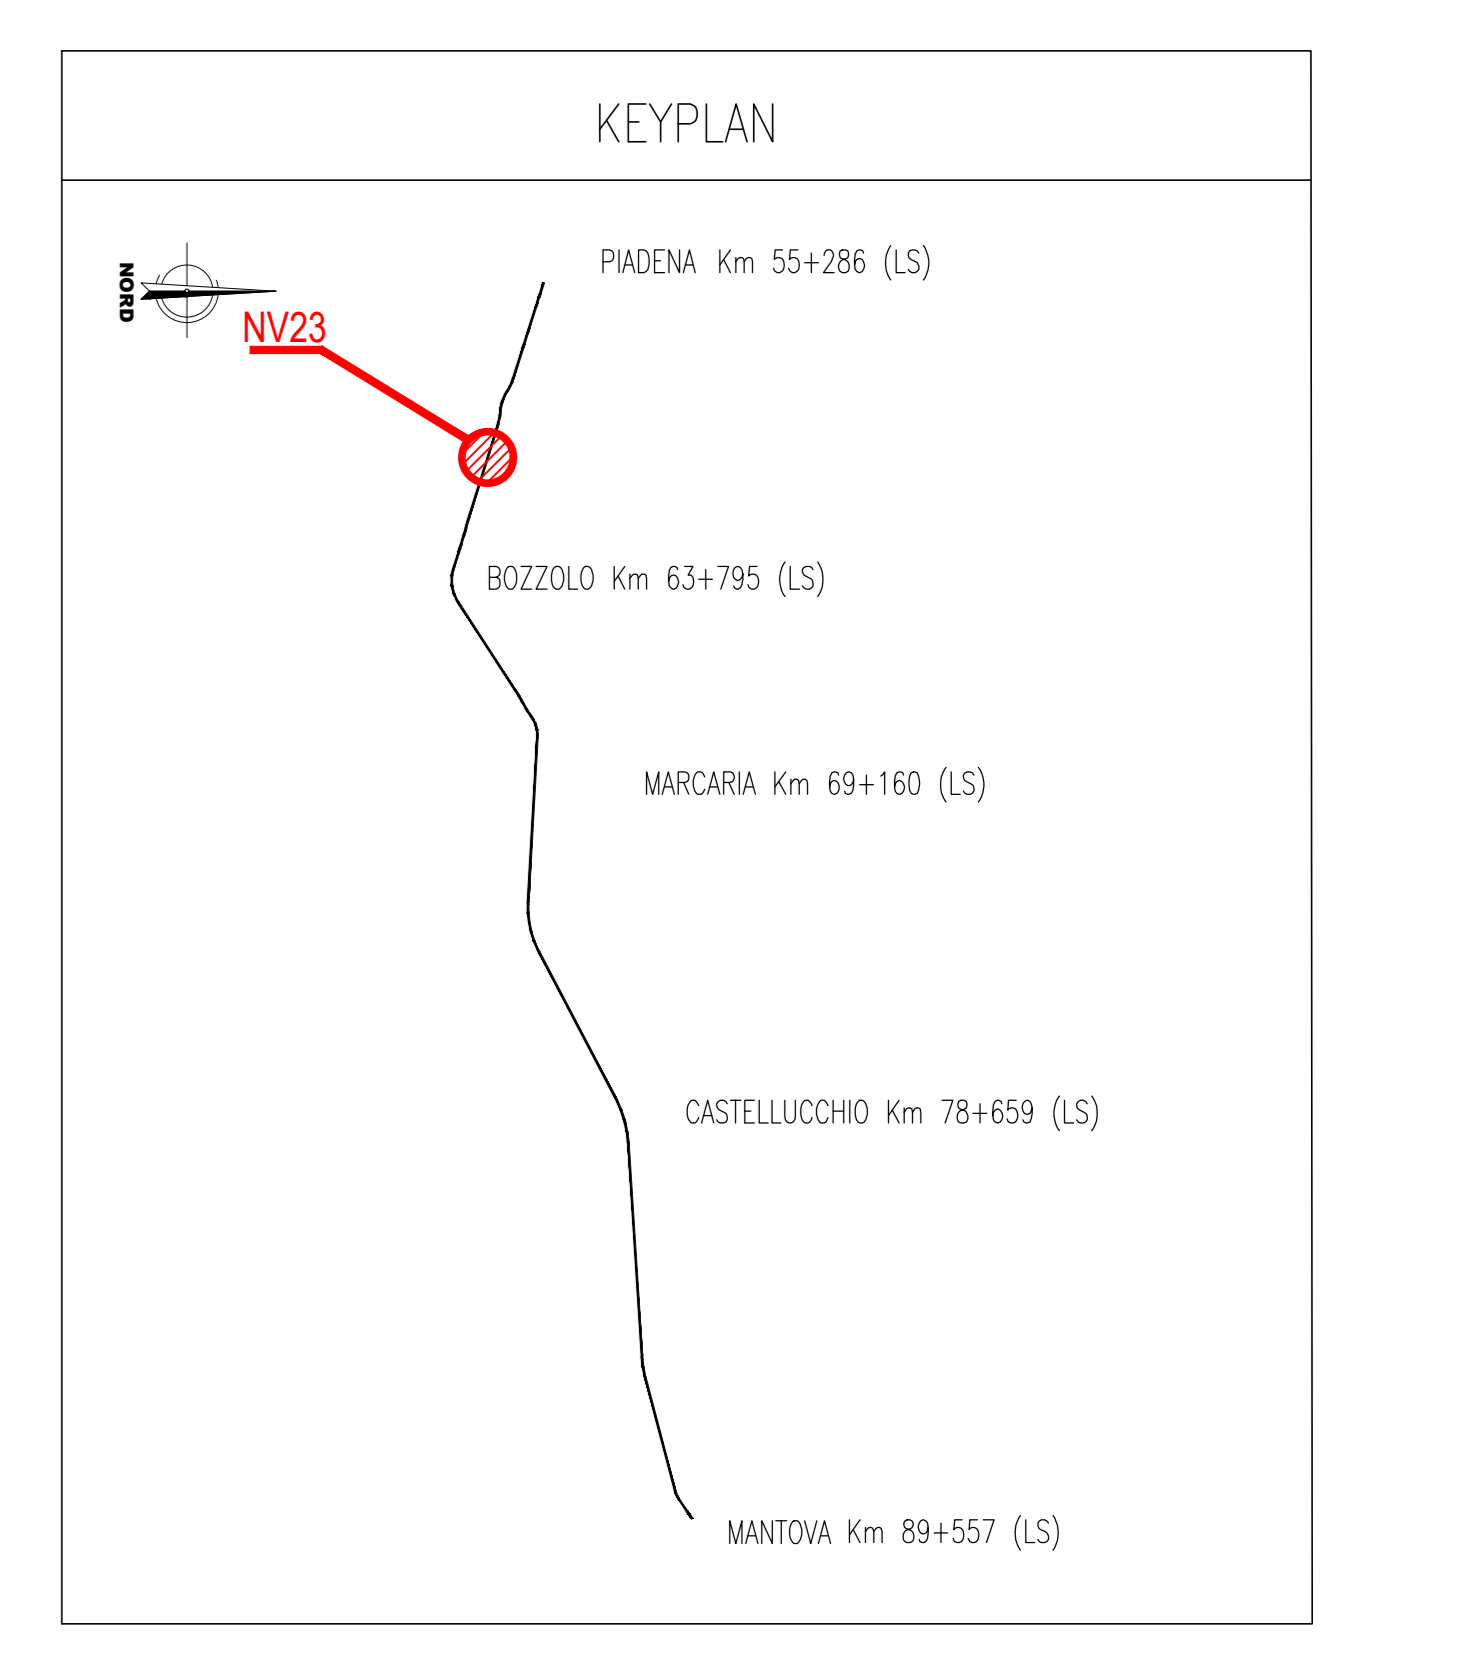 KEYPLAN
PIADENA Km 55+286 (LS)
NORD
NV23
BOZZOLO Km 63+795 (LS)
MARCARIA Km 69+160 (LS)
CASTELLUCCHIO Km 78+659 (LS)
MANTOVA Km 89+557 (LS)